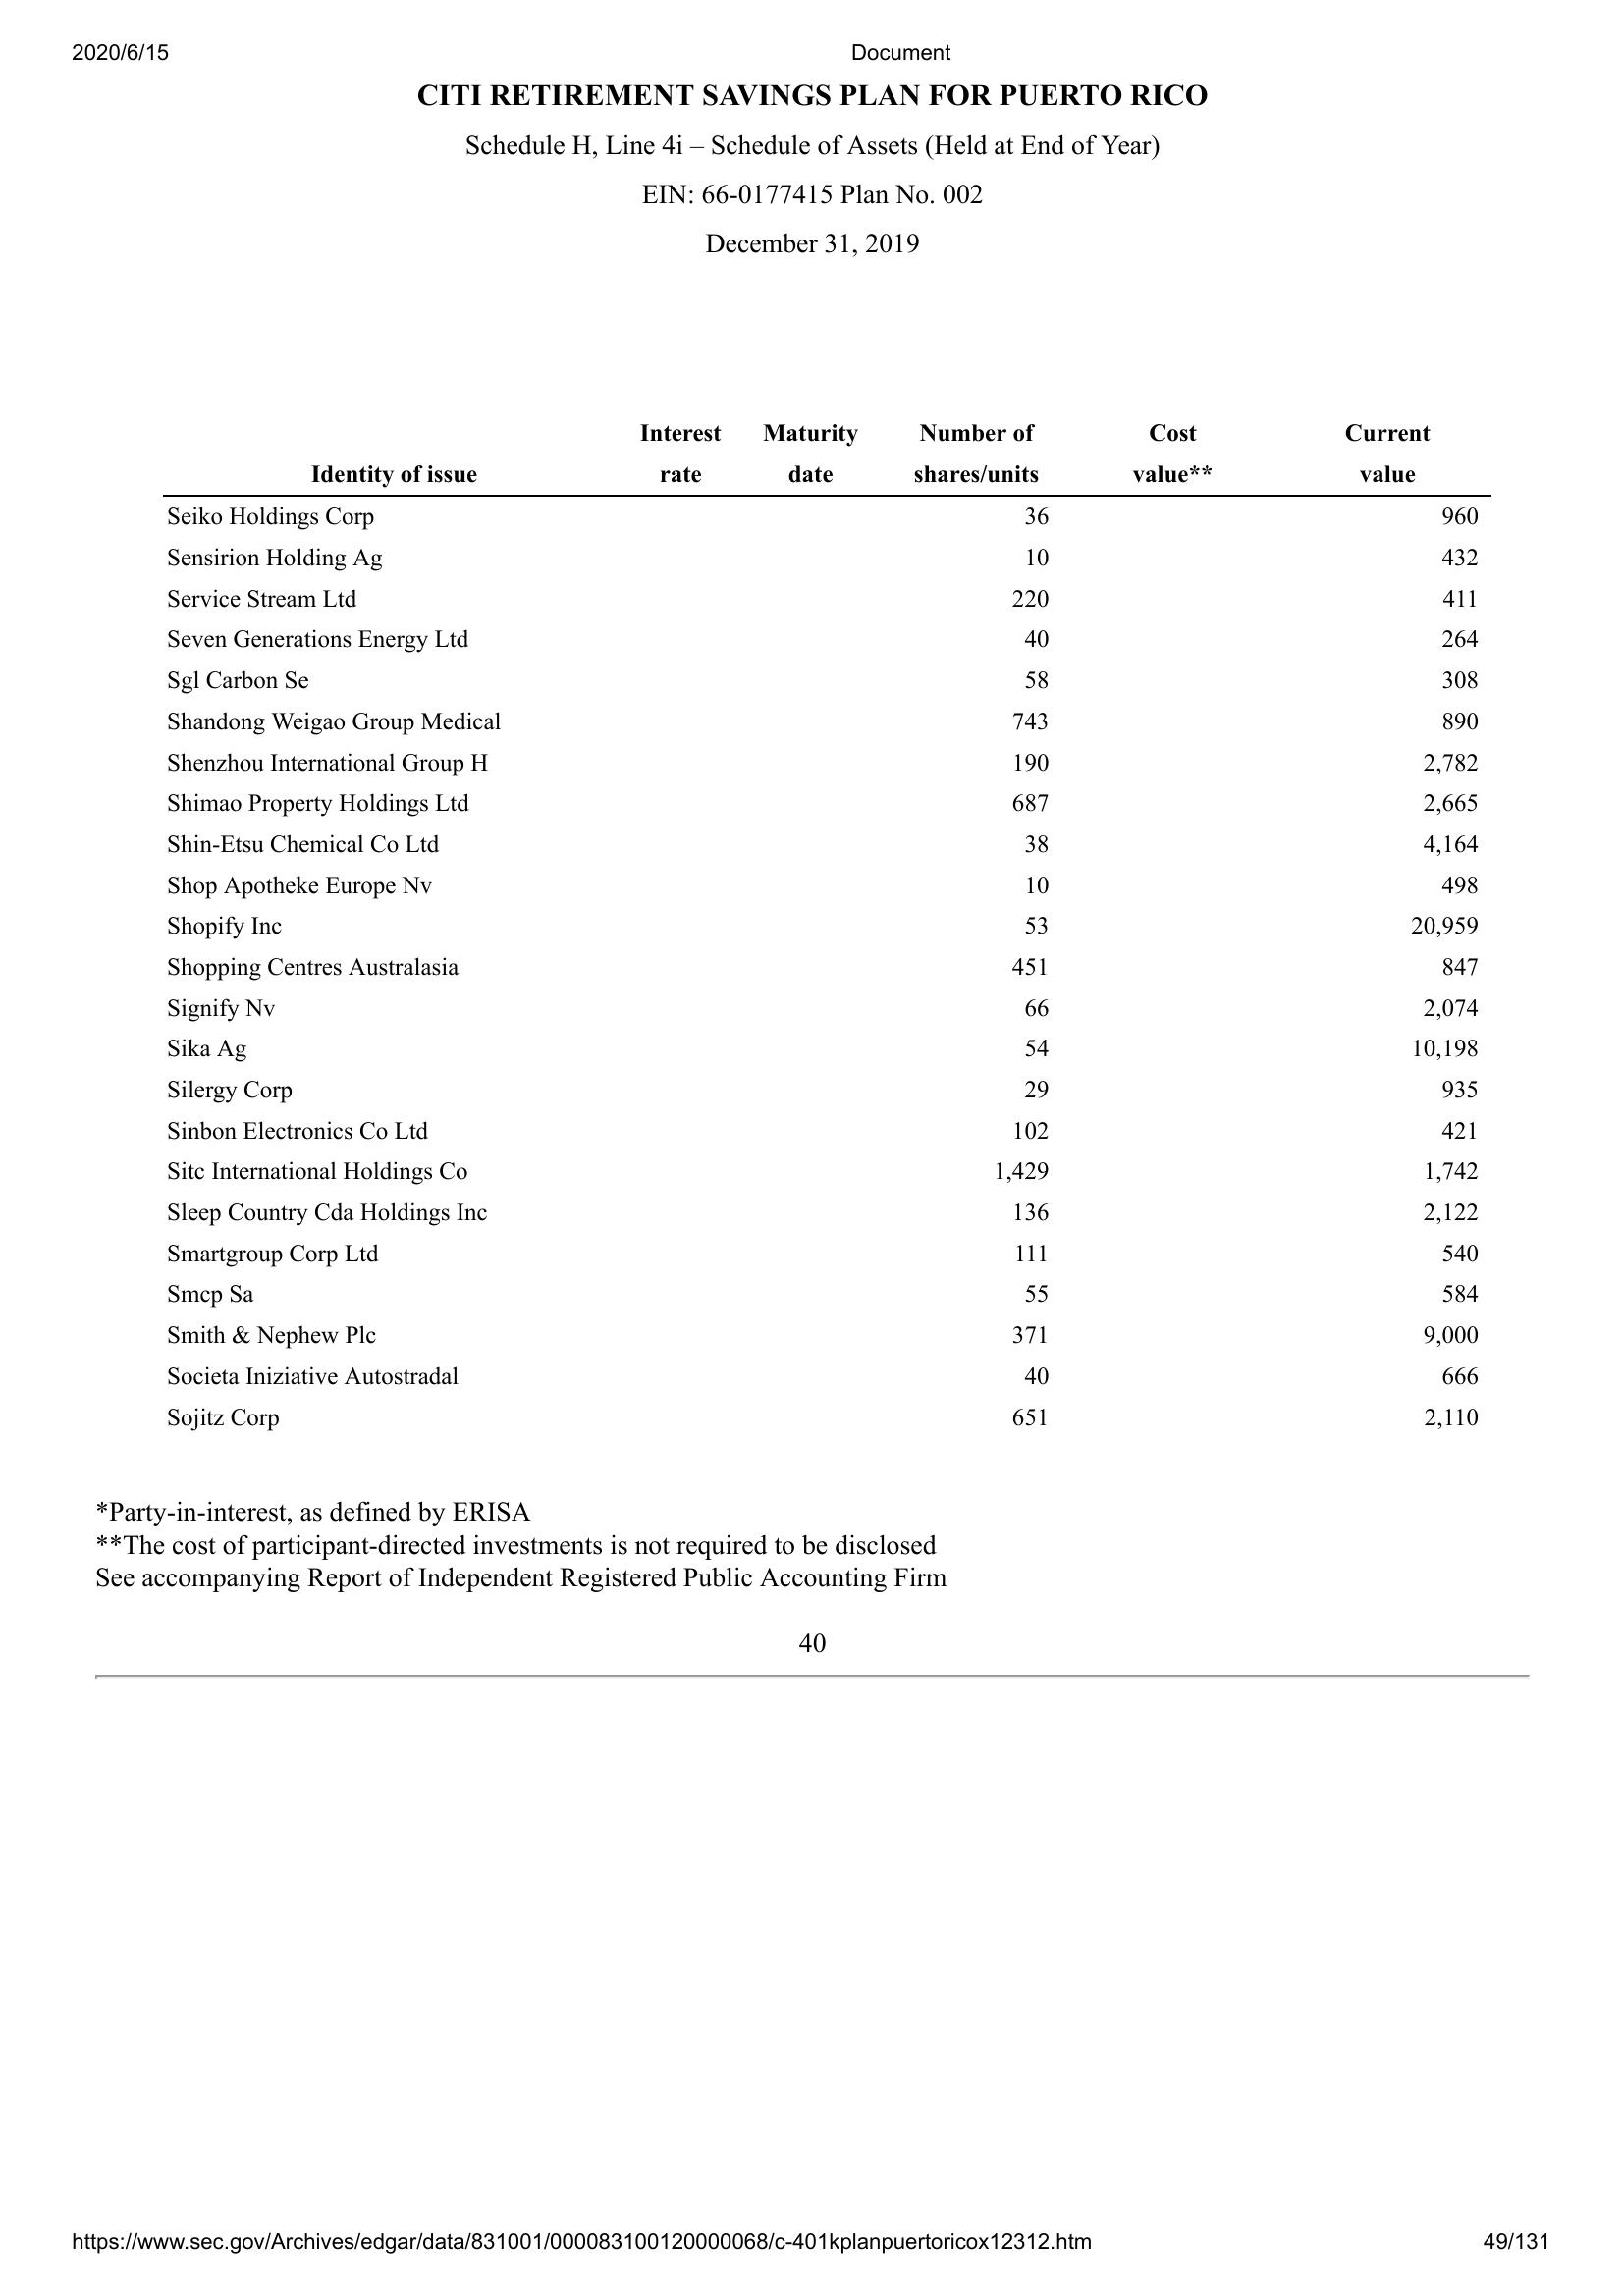 2020/6/15 Document
CITI RETIREMENT SAVINGS PLAN FOR PUERTO RICO
Schedule H, Line 4i – Schedule of Assets (Held at End of Year)
EIN: 66-0177415 Plan No. 002
December 31, 2019
Interest Maturity Number of Cost Current
Identity of issue rate date shares/units value** value
Seiko Holdings Corp 36 960
Sensirion Holding Ag 10 432
Service Stream Ltd 220 411
Seven Generations Energy Ltd 40 264
Sgl Carbon Se 58 308
Shandong Weigao Group Medical 743 890
Shenzhou International Group H 190 2,782
Shimao Property Holdings Ltd 687 2,665
Shin-Etsu Chemical Co Ltd 38 4,164
Shop Apotheke Europe Nv 10 498
Shopify Inc 53 20,959
Shopping Centres Australasia 451 847
Signify Nv 66 2,074
Sika Ag 54 10,198
Silergy Corp 29 935
Sinbon Electronics Co Ltd 102 421
Sitc International Holdings Co 1,429 1,742
Sleep Country Cda Holdings Inc 136 2,122
Smartgroup Corp Ltd 111 540
Smcp Sa 55 584
Smith & Nephew Plc 371 9,000
Societa Iniziative Autostradal 40 666
Sojitz Corp 651 2,110
*Party-in-interest, as defined by ERISA
**The cost of participant-directed investments is not required to be disclosed
See accompanying Report of Independent Registered Public Accounting Firm
40
https://www.sec.gov/Archives/edgar/data/831001/000083100120000068/c-401kplanpuertoricox12312.htm 49/131